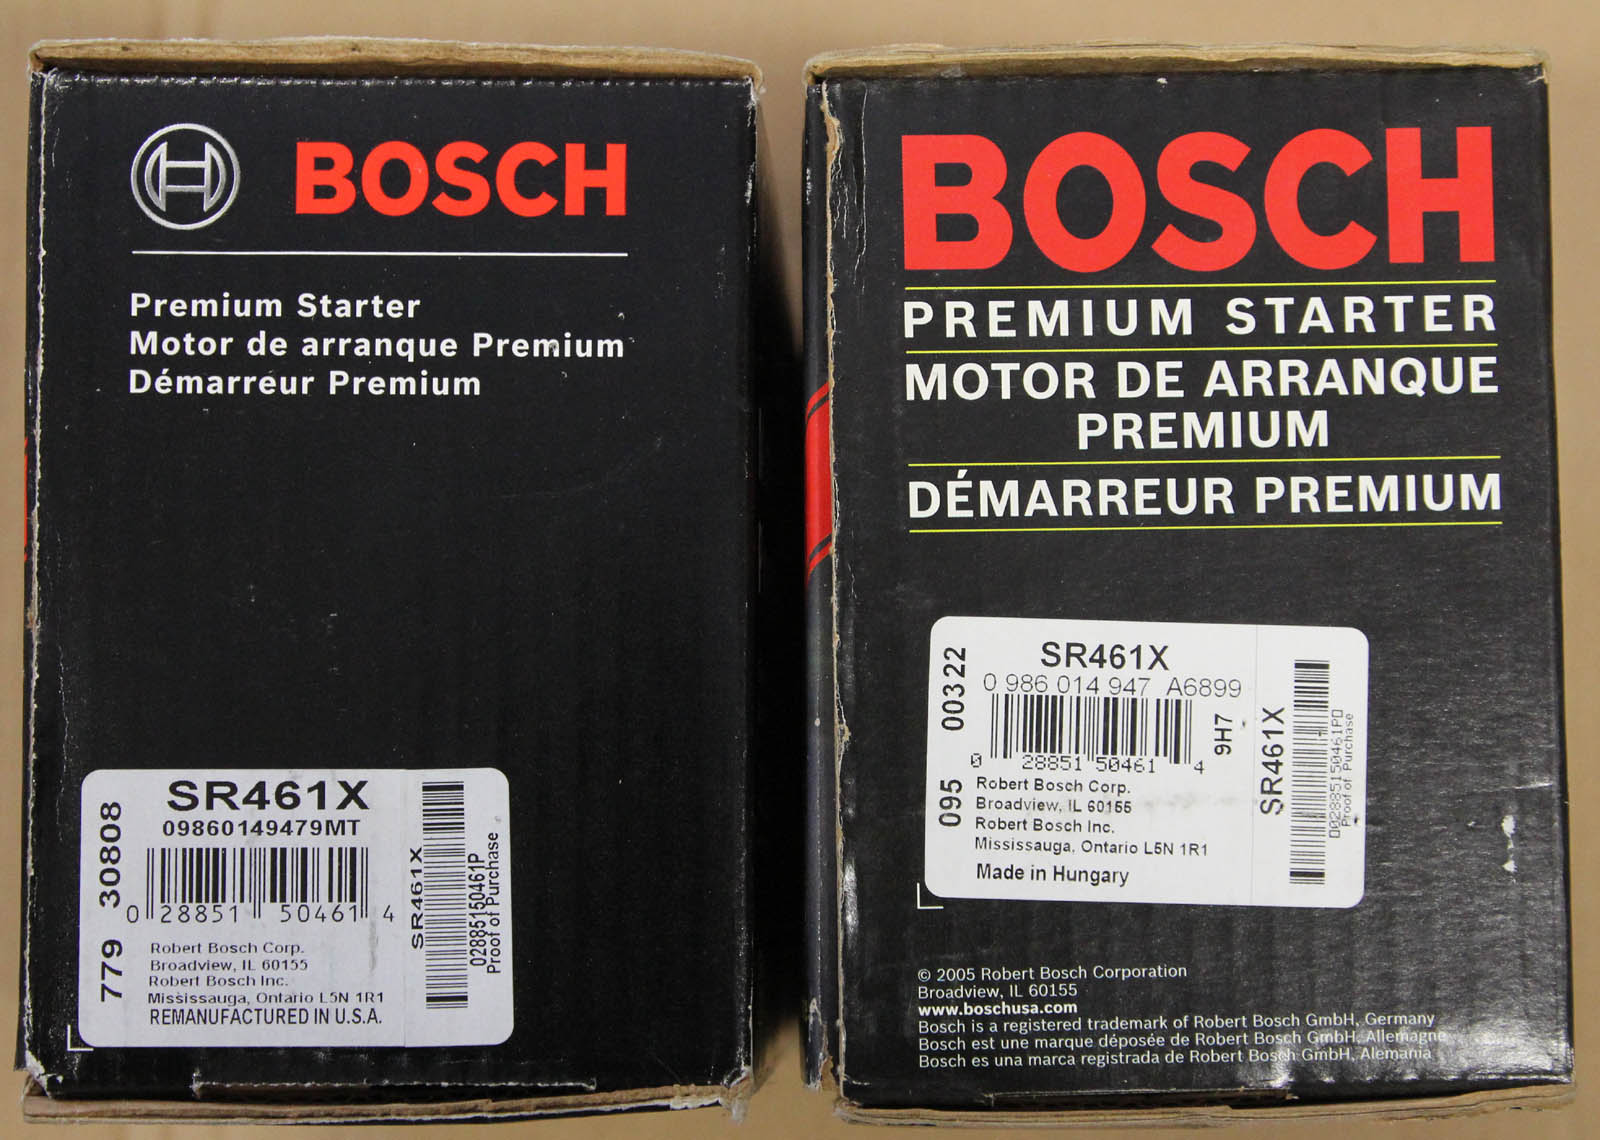 BOSCH
Premium Starter
Motor de arranque Premium
Démarreur Premium
SR461X
09860149479MT
0 28851 50461 4
779 30808
Robert Bosch Corp.
Broadview, IL 60155
Robert Bosch Inc.
Mississauga, Ontario L5N 1R1
REMANUFACTURED IN U.S.A.
SR461X
02885150461P
Proof of Purchase
BOSCH
PREMIUM STARTER
MOTOR DE ARRANQUE
PREMIUM
DÉMARREUR PREMIUM
SR461X
0 986 014 947 A6899
0 28851 50461 4
9H7
095 00322
Robert Bosch Corp.
Broadview, IL 60155
Robert Bosch Inc.
Mississauga, Ontario L5N 1R1
Made in Hungary
SR461X
Proof of Purchase
© 2005 Robert Bosch Corporation
Broadview, IL 60155
www.boschusa.com
Bosch is a registered trademark of Robert Bosch GmbH, Germany
Bosch est une marque déposée de Robert Bosch GmbH, Allemagne
Bosch es una marca registrada de Robert Bosch GmbH, Alemania